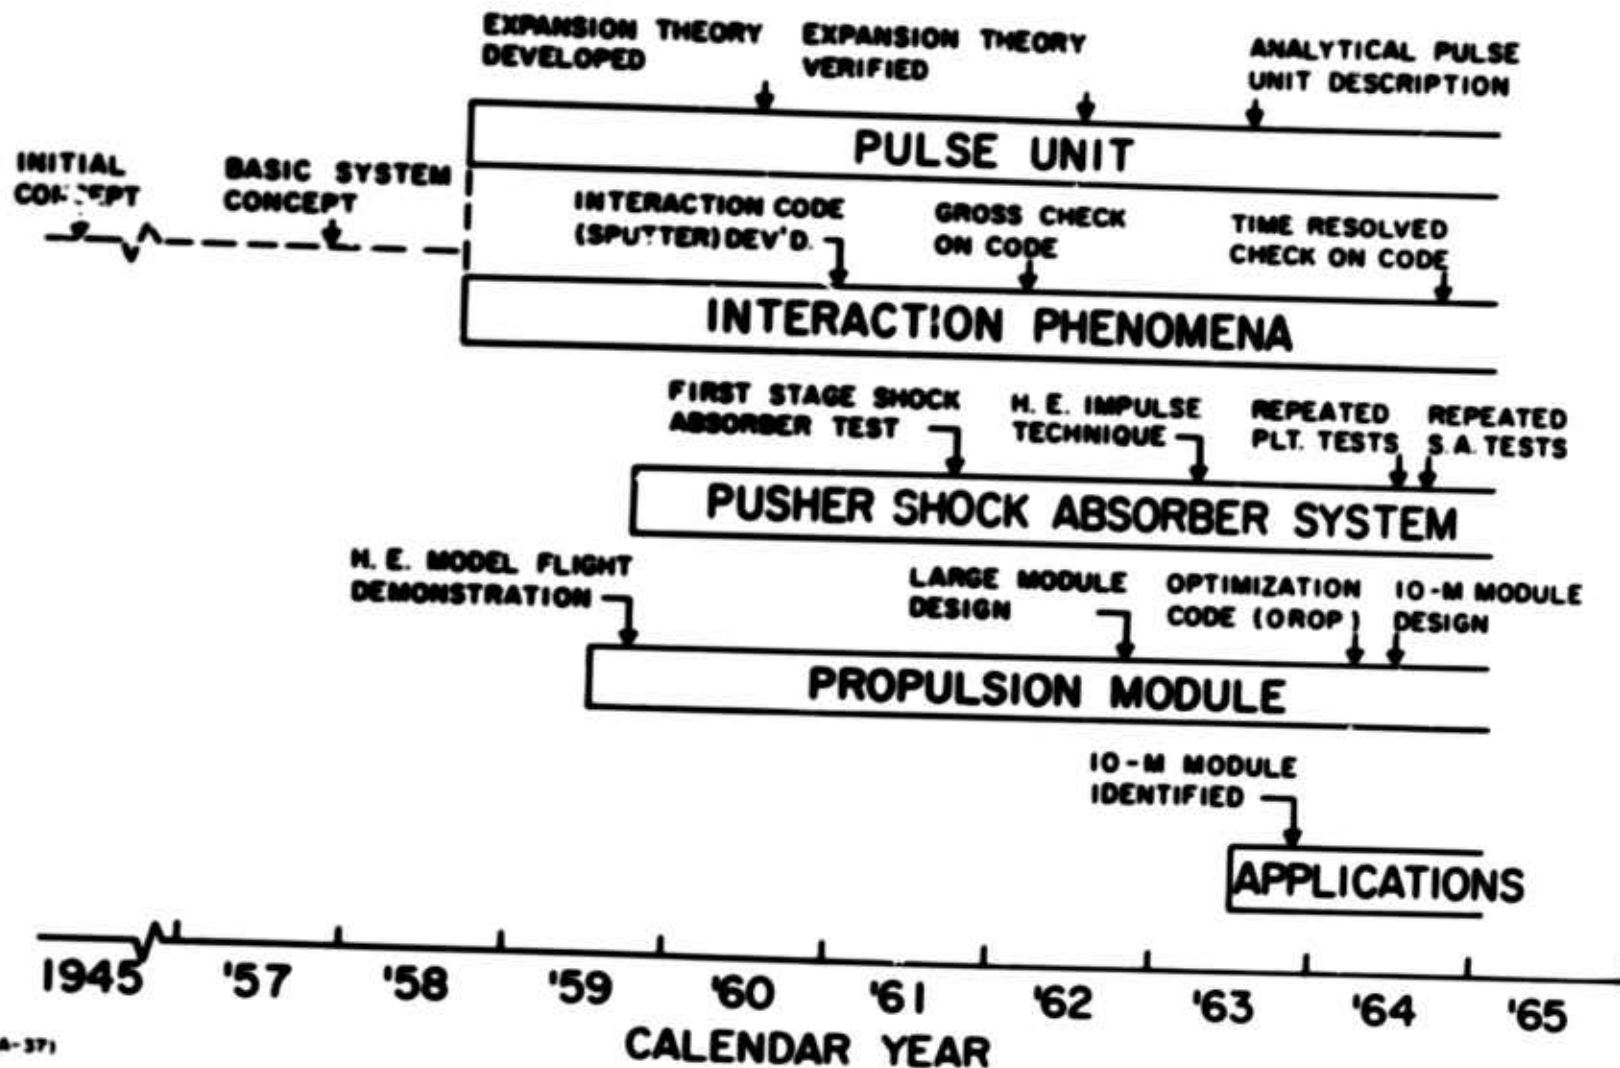 EXPANSION THEORY
DEVELOPED
EXPANSION THEORY
VERIFIED
ANALYTICAL PULSE
UNIT DESCRIPTION
PULSE UNIT
INITIAL
CONCEPT
BASIC SYSTEM
CONCEPT
INTERACTION CODE
(SPUTTER) DEV'D.
GROSS CHECK
ON CODE
TIME RESOLVED
CHECK ON CODE
INTERACTION PHENOMENA
FIRST STAGE SHOCK
ABSORBER TEST
H. E. IMPULSE
TECHNIQUE
REPEATED
PLT. TESTS
REPEATED
S.A. TESTS
PUSHER SHOCK ABSORBER SYSTEM
H. E. MODEL FLIGHT
DEMONSTRATION
LARGE MODULE
DESIGN
OPTIMIZATION
CODE (OROP)
10-M MODULE
DESIGN
PROPULSION MODULE
10-M MODULE
IDENTIFIED
APPLICATIONS
1945 '57 '58 '59 '60 '61 '62 '63 '64 '65
CALENDAR YEAR
A-37)